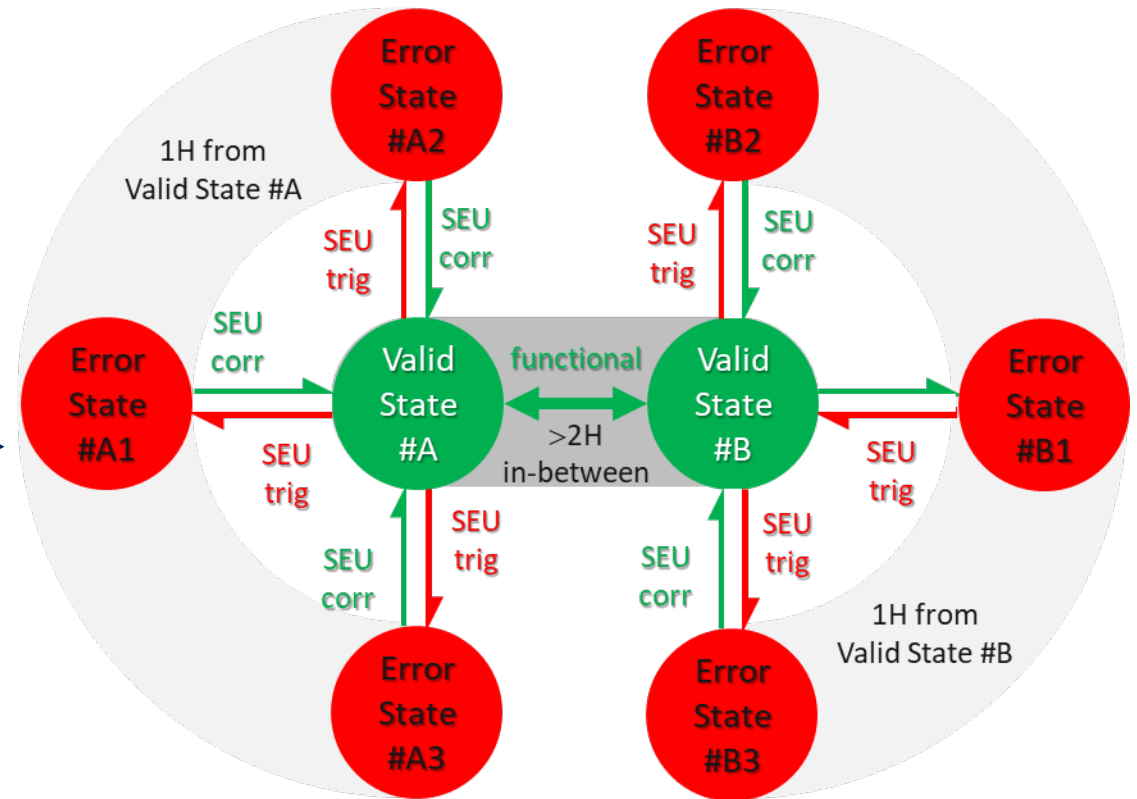 Error
State
#A2
Error
State
#B2
1H from
Valid State #A
SEU
corr
SEU
trig
SEU
trig
SEU
corr
SEU
corr
Error
State
#A1
Valid
State
#A
functional
>2H
in-between
Valid
State
#B
Error
State
#B1
SEU
trig
SEU
trig
SEU
corr
SEU
trig
SEU
trig
SEU
corr
1H from
Valid State #B
Error
State
#A3
Error
State
#B3